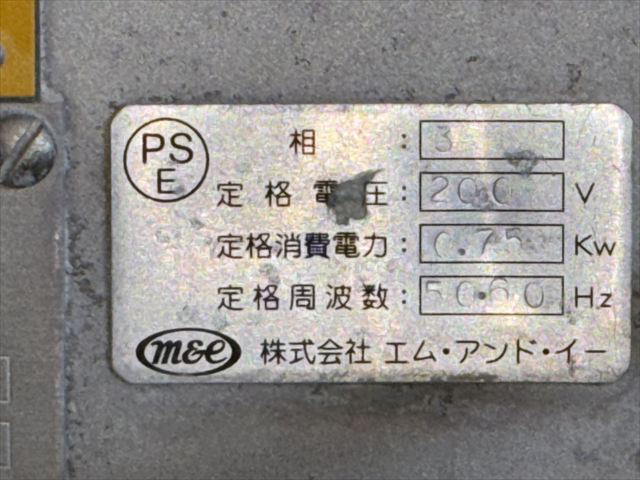 PS
E
相 : 3
定格電圧 : 200 V
定格消費電力 : 0.75 Kw
定格周波数 : 50.60 Hz
m&e 株式会社 エム・アンド・イー